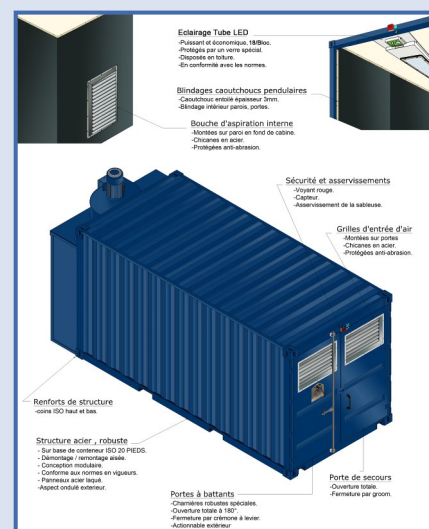 Eclairage Tube LED
-Puissant et économique, 18/Bloc.
-Protégés par un verre spécial.
-Disposés en toiture.
-En conformité avec les normes.
Blindages caoutchoucs pendulaires
-Caoutchouc entoilé épaisseur 3mm.
-Blindage intérieur parois, portes.
Bouche d'aspiration interne
-Montées sur paroi en fond de cabine.
-Chicanes en acier.
-Protégées anti-abrasion.
Sécurité et asservissements
-Voyant rouge.
-Capteur.
-Asservissement de la sableuse.
Grilles d'entrée d'air
-Montées sur portes
-Chicanes en acier.
-Protégées anti-abrasion.
Renforts de structure
-coins ISO haut et bas.
Structure acier , robuste
- Sur base de conteneur ISO 20 PIEDS.
- Démontage / remontage aisée.
- Conception modulaire.
- Conforme aux normes en vigueurs.
- Panneaux acier laqué.
-Aspect ondulé exterieur.
Portes à battants
-Charnières robustes spéciales.
-Ouverture totale à 180°.
-Fermeture par crémone à levier.
-Actionnable extérieur
Porte de secours
-Ouverture totale.
-Fermeture par groom.